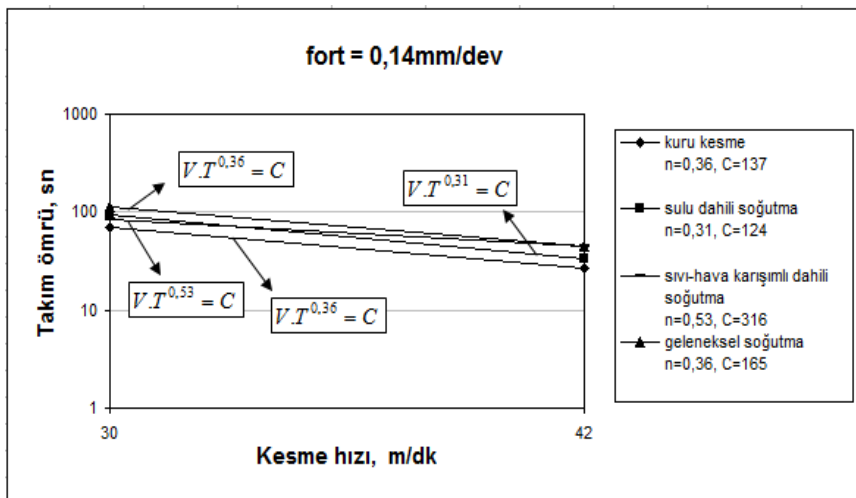 fort = 0,14mm/dev
Takım ömrü, sn
1000
100
10
1
V.T^0,36 = C
V.T^0,31 = C
V.T^0,53 = C
V.T^0,36 = C
30
42
Kesme hızı, m/dk
kuru kesme
n=0,36, C=137
sulu dahili soğutma
n=0,31, C=124
sıvı-hava karışımlı dahili
soğutma
n=0,53, C=316
geleneksel soğutma
n=0,36, C=165